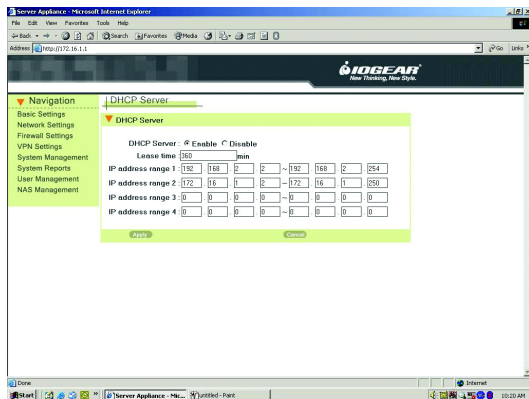 Server Appliance - Microsoft Internet Explorer
File Edit View Favorites Tools Help
Back Search Favorites Media
Address http://172.16.1.1 Go Links
IOGEAR
New Thinking, New Style.
Navigation
Basic Settings
Network Settings
Firewall Settings
VPN Settings
System Management
System Reports
User Management
NAS Management
DHCP Server
DHCP Server
DHCP Server : Enable Disable
Lease time : 360 min
IP address range 1 : 192 . 168 . 2 . 2 ~ 192 . 168 . 2 . 254
IP address range 2 : 172 . 16 . 1 . 2 ~ 172 . 16 . 1 . 250
IP address range 3 : 0 . 0 . 0 . 0 ~ 0 . 0 . 0 . 0
IP address range 4 : 0 . 0 . 0 . 0 ~ 0 . 0 . 0 . 0
Apply Cancel
Done Internet
Start Server Appliance - Mic... untitled - Paint 10:20 AM